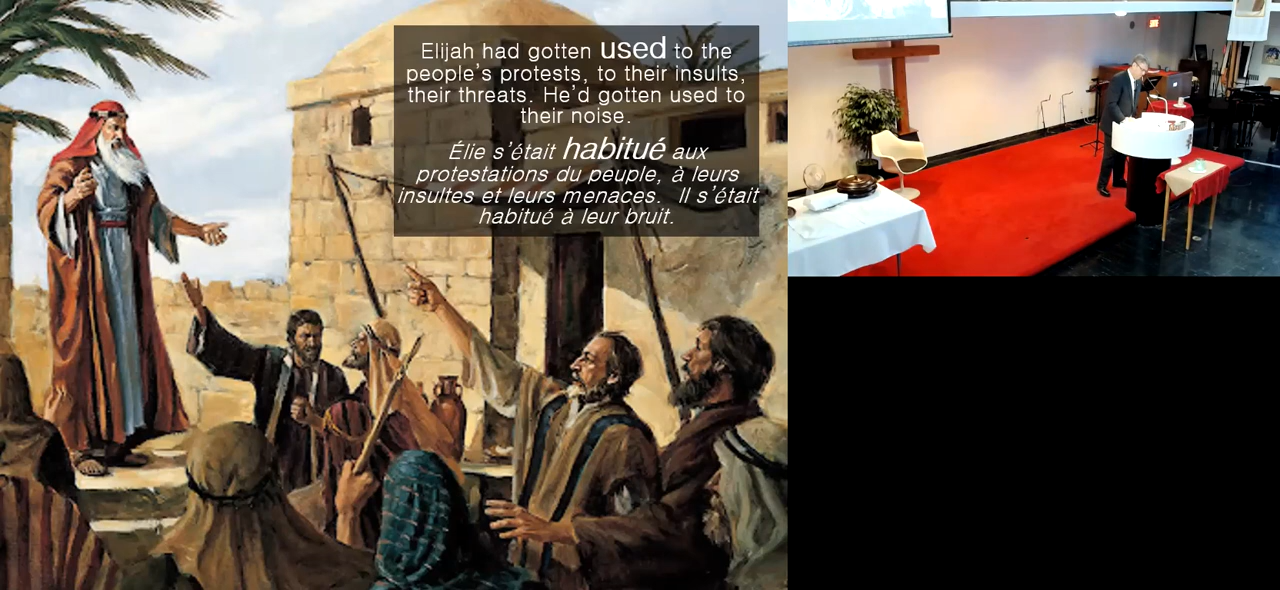 Elijah had gotten used to the
people's protests, to their insults,
their threats. He'd gotten used to
their noise.
Élie s'était habitué aux
protestations du peuple, à leurs
insultes et leurs menaces. Il s'était
habitué à leur bruit.